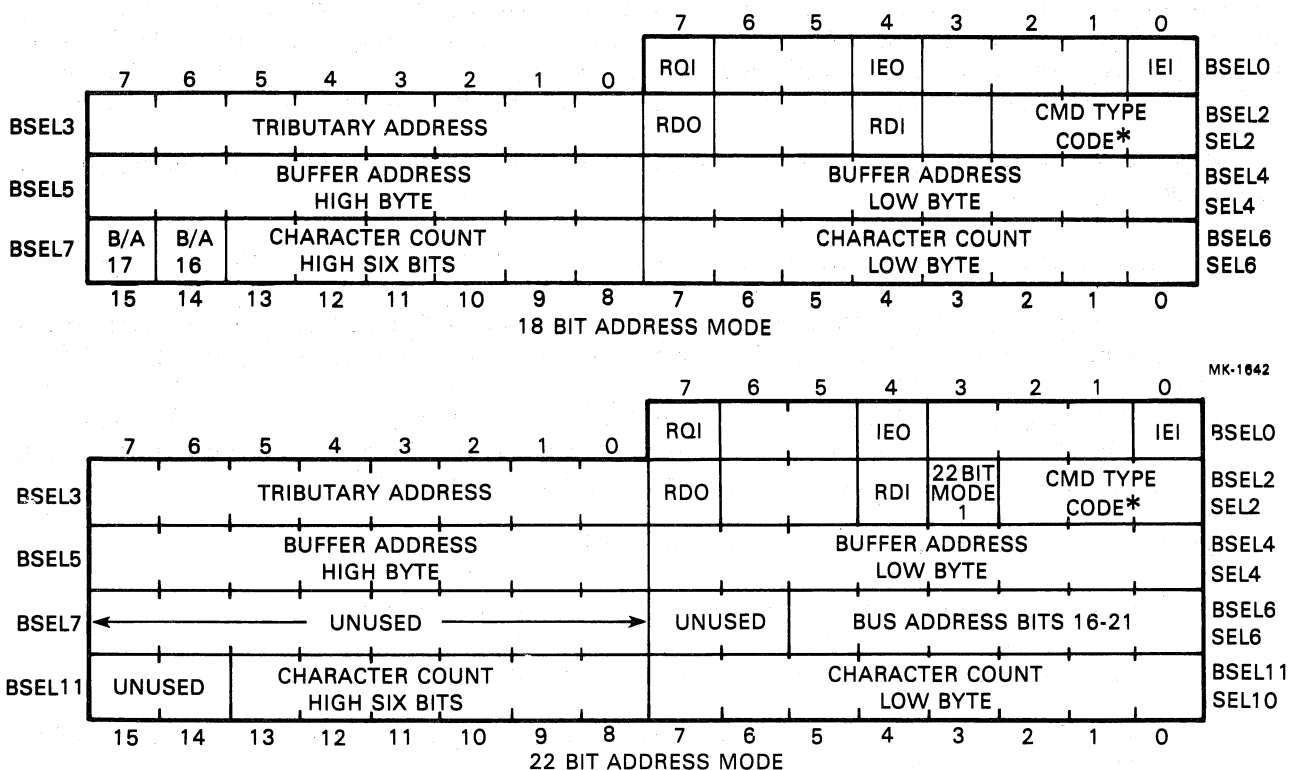 7 6 5 4 3 2 1 0
RQI IEO IEI BSELO
7 6 5 4 3 2 1 0
BSEL3 TRIBUTARY ADDRESS RDO RDI CMD TYPE CODE* BSEL2 SEL2
BSEL5 BUFFER ADDRESS HIGH BYTE BUFFER ADDRESS LOW BYTE BSEL4 SEL4
BSEL7 B/A 17 B/A 16 CHARACTER COUNT HIGH SIX BITS CHARACTER COUNT LOW BYTE BSEL6 SEL6
15 14 13 12 11 10 9 8 7 6 5 4 3 2 1 0
18 BIT ADDRESS MODE
MK-1642
7 6 5 4 3 2 1 0
RQI IEO IEI BSELO
7 6 5 4 3 2 1 0
BSEL3 TRIBUTARY ADDRESS RDO RDI 22 BIT MODE 1 CMD TYPE CODE* BSEL2 SEL2
BSEL5 BUFFER ADDRESS HIGH BYTE BUFFER ADDRESS LOW BYTE BSEL4 SEL4
BSEL7 UNUSED UNUSED BUS ADDRESS BITS 16-21 BSEL6 SEL6
BSEL11 UNUSED CHARACTER COUNT HIGH SIX BITS CHARACTER COUNT LOW BYTE BSEL11 SEL10
15 14 13 12 11 10 9 8 7 6 5 4 3 2 1 0
22 BIT ADDRESS MODE